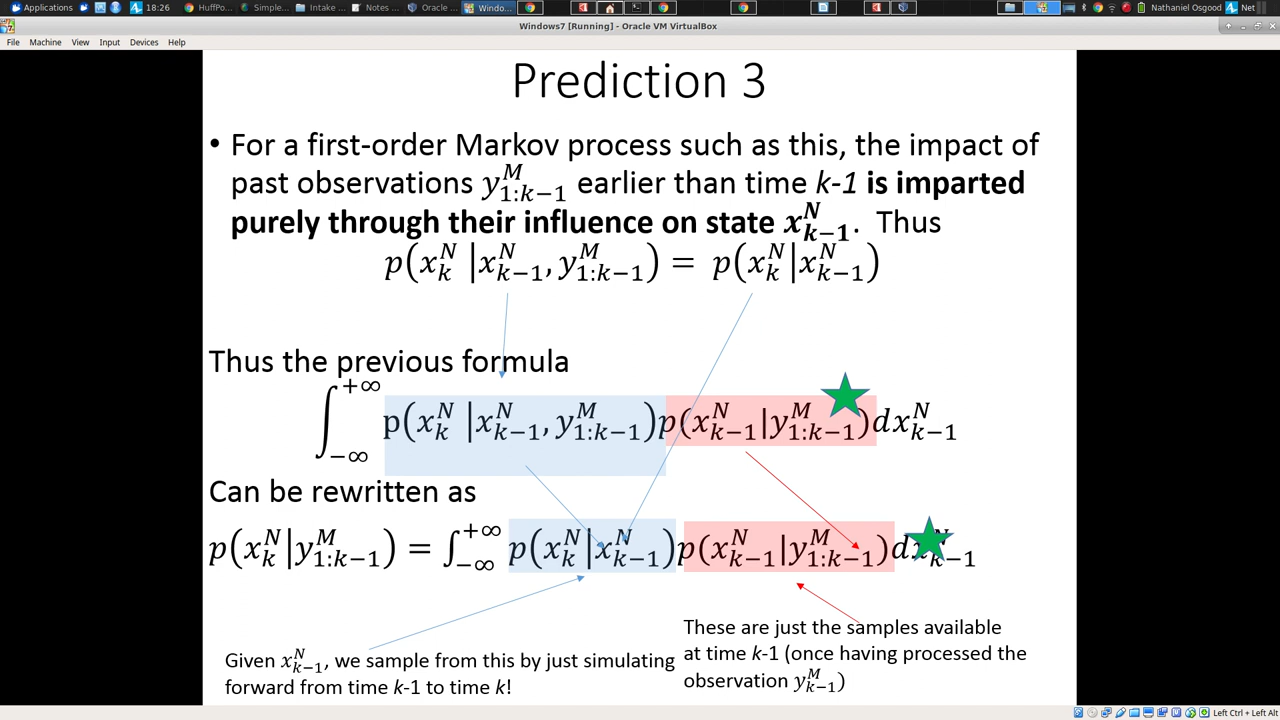 Applications 18:26 HuffPo... Simple... Intake ... Notes ... Oracle ... Windo... Nathaniel Osgood Net
Windows7 [Running] - Oracle VM VirtualBox
File Machine View Input Devices Help
Prediction 3
• For a first-order Markov process such as this, the impact of
past observations y^M_{1:k−1} earlier than time k-1 is imparted
purely through their influence on state x^N_{k−1}. Thus
p(x^N_k |x^N_{k−1}, y^M_{1:k−1}) = p(x^N_k|x^N_{k−1})
Thus the previous formula
∫_{−∞}^{+∞} p(x^N_k |x^N_{k−1}, y^M_{1:k−1})p(x^N_{k−1}|y^M_{1:k−1})dx^N_{k−1}
Can be rewritten as
p(x^N_k|y^M_{1:k−1}) = ∫_{−∞}^{+∞} p(x^N_k|x^N_{k−1})p(x^N_{k−1}|y^M_{1:k−1})dx^N_{k−1}
Given x^N_{k−1}, we sample from this by just simulating
forward from time k-1 to time k!
These are just the samples available
at time k-1 (once having processed the
observation y^M_{k−1})
Left Ctrl + Left Alt